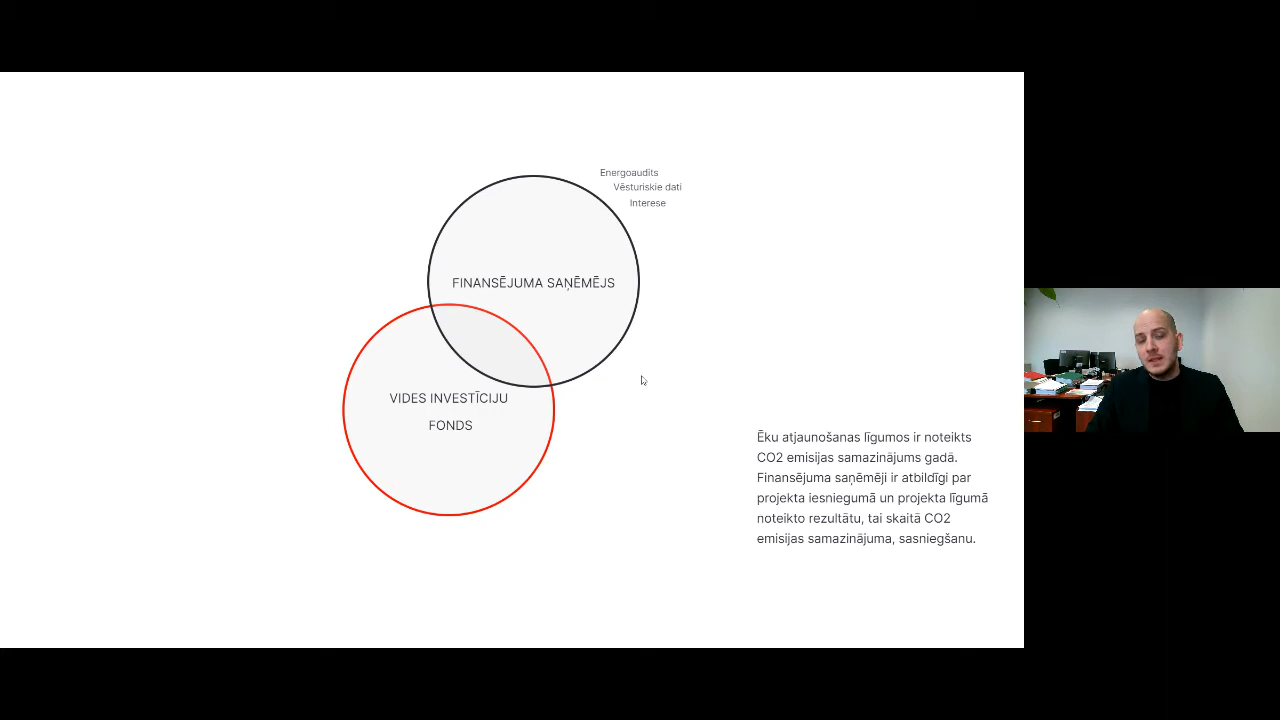 Energoaudits
Vēsturiskie dati
Interese
FINANSĒJUMA SAŅĒMĒJS
VIDES INVESTĪCIJU
FONDS
Ēku atjaunošanas līgumos ir noteikts
CO2 emisijas samazinājums gadā.
Finansējuma saņēmēji ir atbildīgi par
projekta iesniegumā un projekta līgumā
noteikto rezultātu, tai skaitā CO2
emisijas samazinājuma, sasniegšanu.